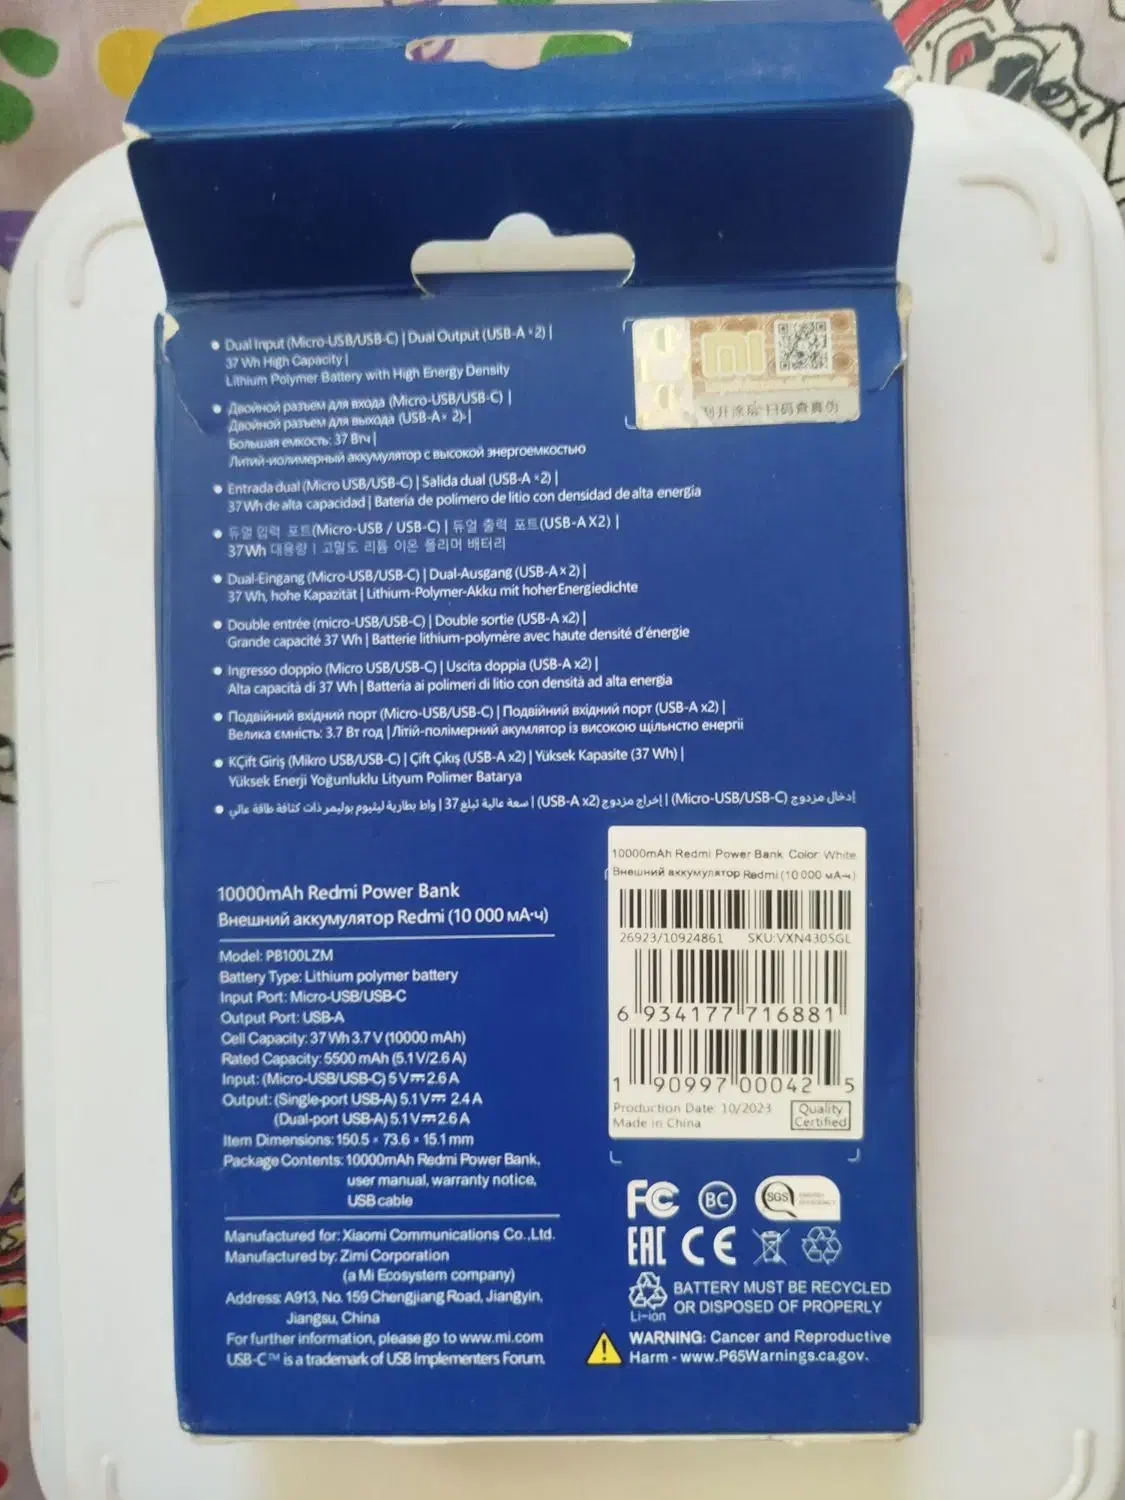 Dual Input (Micro-USB/USB-C) | Dual Output (USB-A × 2) |
37 Wh High Capacity |
Lithium Polymer Battery with High Energy Density
Двойной разъем для входа (Micro-USB/USB-C) |
Двойной разъем для выхода (USB-A × 2) |
Большая емкость: 37 Втч |
Литий-полимерный аккумулятор с высокой энергоемкостью
Entrada dual (Micro USB/USB-C) | Salida dual (USB-A × 2) |
37 Wh de alta capacidad | Batería de polímero de litio con densidad de alta energía
듀얼 입력 포트(Micro-USB / USB-C) | 듀얼 출력 포트(USB-A X2) |
37Wh 대용량 | 고밀도 리튬 이온 폴리머 배터리
Dual-Eingang (Micro-USB/USB-C) | Dual-Ausgang (USB-A × 2) |
37 Wh, hohe Kapazität | Lithium-Polymer-Akku mit hoher Energiedichte
Double entrée (micro-USB/USB-C) | Double sortie (USB-A x2) |
Grande capacité 37 Wh | Batterie lithium-polymère avec haute densité d'énergie
Ingresso doppio (Micro USB/USB-C) | Uscita doppia (USB-A x2) |
Alta capacità di 37 Wh | Batteria ai polimeri di litio con densità ad alta energia
Подвійний вхідний порт (Micro-USB/USB-C) | Подвійний вхідний порт (USB-A x2) |
Велика ємність: 3.7 Вт год | Літій-полімерний акумлятор із високою щільністю енергії
KÇift Giriş (Mikro USB/USB-C) | Çift Çıkış (USB-A x2) | Yüksek Kapasite (37 Wh) |
Yüksek Enerji Yoğunluklu Lityum Polimer Batarya
إدخال مزدوج (Micro-USB/USB-C) | إخراج مزدوج (USB-A x2) | سعة عالية تبلغ 37 | واط بطارية ليثيوم بوليمر ذات كثافة طاقة عالي
mi
刮开涂层 扫码查真伪
10000mAh Redmi Power Bank
Внешний аккумулятор Redmi (10 000 мА·ч)
Model: PB100LZM
Battery Type: Lithium polymer battery
Input Port: Micro-USB/USB-C
Output Port: USB-A
Cell Capacity: 37 Wh 3.7 V (10000 mAh)
Rated Capacity: 5500 mAh (5.1 V/2.6 A)
Input: (Micro-USB/USB-C) 5 V⎓2.6 A
Output: (Single-port USB-A) 5.1 V⎓ 2.4 A
(Dual-port USB-A) 5.1 V⎓2.6 A
Item Dimensions: 150.5 × 73.6 × 15.1 mm
Package Contents: 10000mAh Redmi Power Bank,
user manual, warranty notice,
USB cable
Manufactured for: Xiaomi Communications Co.,Ltd.
Manufactured by: Zimi Corporation
(a Mi Ecosystem company)
Address: A913, No. 159 Chengjiang Road, Jiangyin,
Jiangsu, China
For further information, please go to www.mi.com
USB-C™ is a trademark of USB Implementers Forum.
10000mAh Redmi Power Bank Color: White
Внешний аккумулятор Redmi (10 000 мА·ч)
26923/10924861 SKU:VXN4305GL
6 934177 716881
1 90997 00042 5
Production Date: 10/2023
Made in China
Quality
Certified
FC BC SGS ENERGY EFFICIENCY
EAC CE
BATTERY MUST BE RECYCLED
OR DISPOSED OF PROPERLY
Li-ion
WARNING: Cancer and Reproductive
Harm - www.P65Warnings.ca.gov.